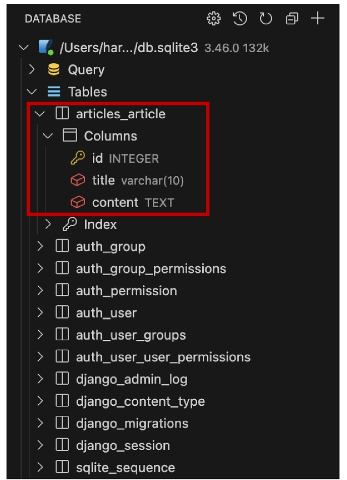 DATABASE
/Users/har.../db.sqlite3 3.46.0 132k
Query
Tables
articles_article
Columns
id INTEGER
title varchar(10)
content TEXT
Index
auth_group
auth_group_permissions
auth_permission
auth_user
auth_user_groups
auth_user_user_permissions
django_admin_log
django_content_type
django_migrations
django_session
sqlite_sequence